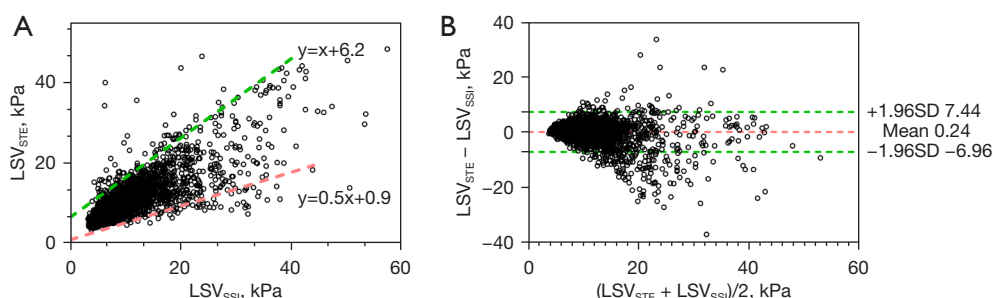 A
LSV_STE, kPa
40
20
0
y=x+6.2
y=0.5x+0.9
0 20 40 60
LSV_SSI, kPa
B
LSV_STE − LSV_SSI, kPa
40
20
0
−20
−40
+1.96SD 7.44
Mean 0.24
−1.96SD −6.96
0 20 40 60
(LSV_STE + LSV_SSI)/2, kPa